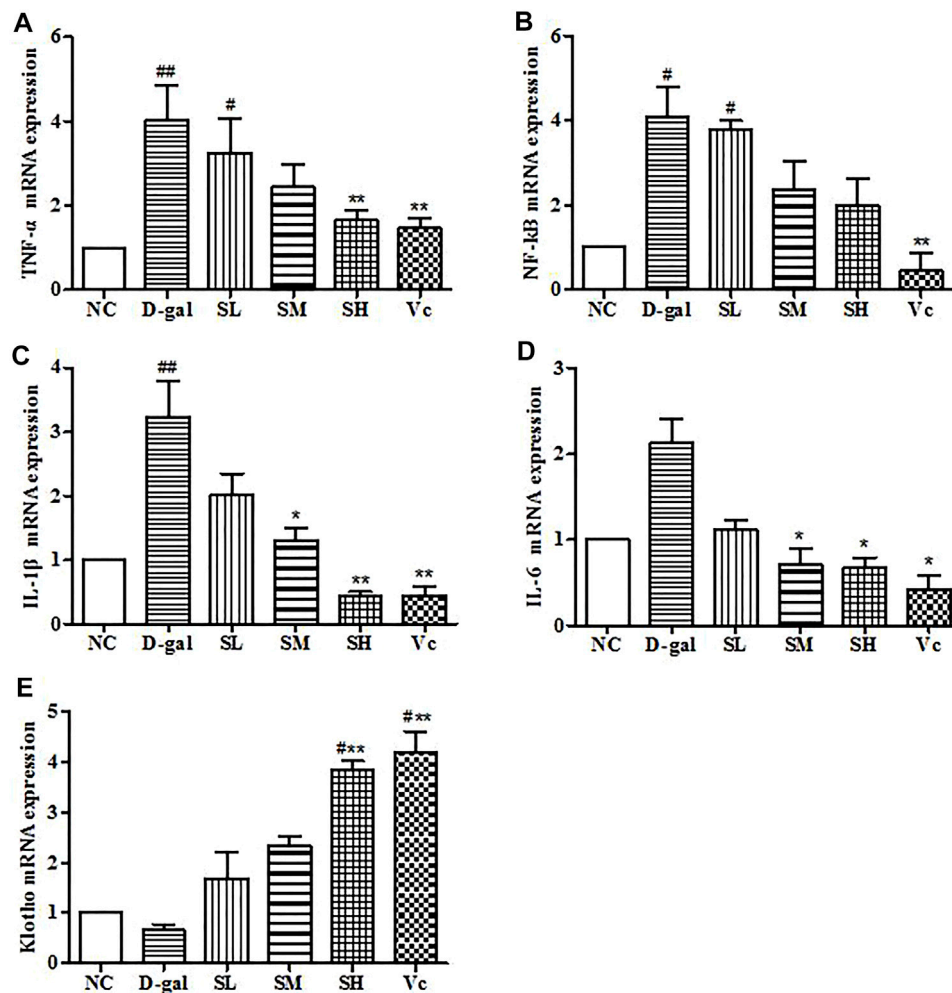 A
TNF-α mRNA expression
6
4
2
0
##
#
**
**
NC D-gal SL SM SH Vc
B
NF-kB mRNA expression
6
4
2
0
#
#
**
NC D-gal SL SM SH Vc
C
IL-1β mRNA expression
4
3
2
1
0
##
*
**
**
NC D-gal SL SM SH Vc
D
IL-6 mRNA expression
3
2
1
0
*
*
*
NC D-gal SL SM SH Vc
E
Klotho mRNA expression
5
4
3
2
1
0
#**
#**
NC D-gal SL SM SH Vc